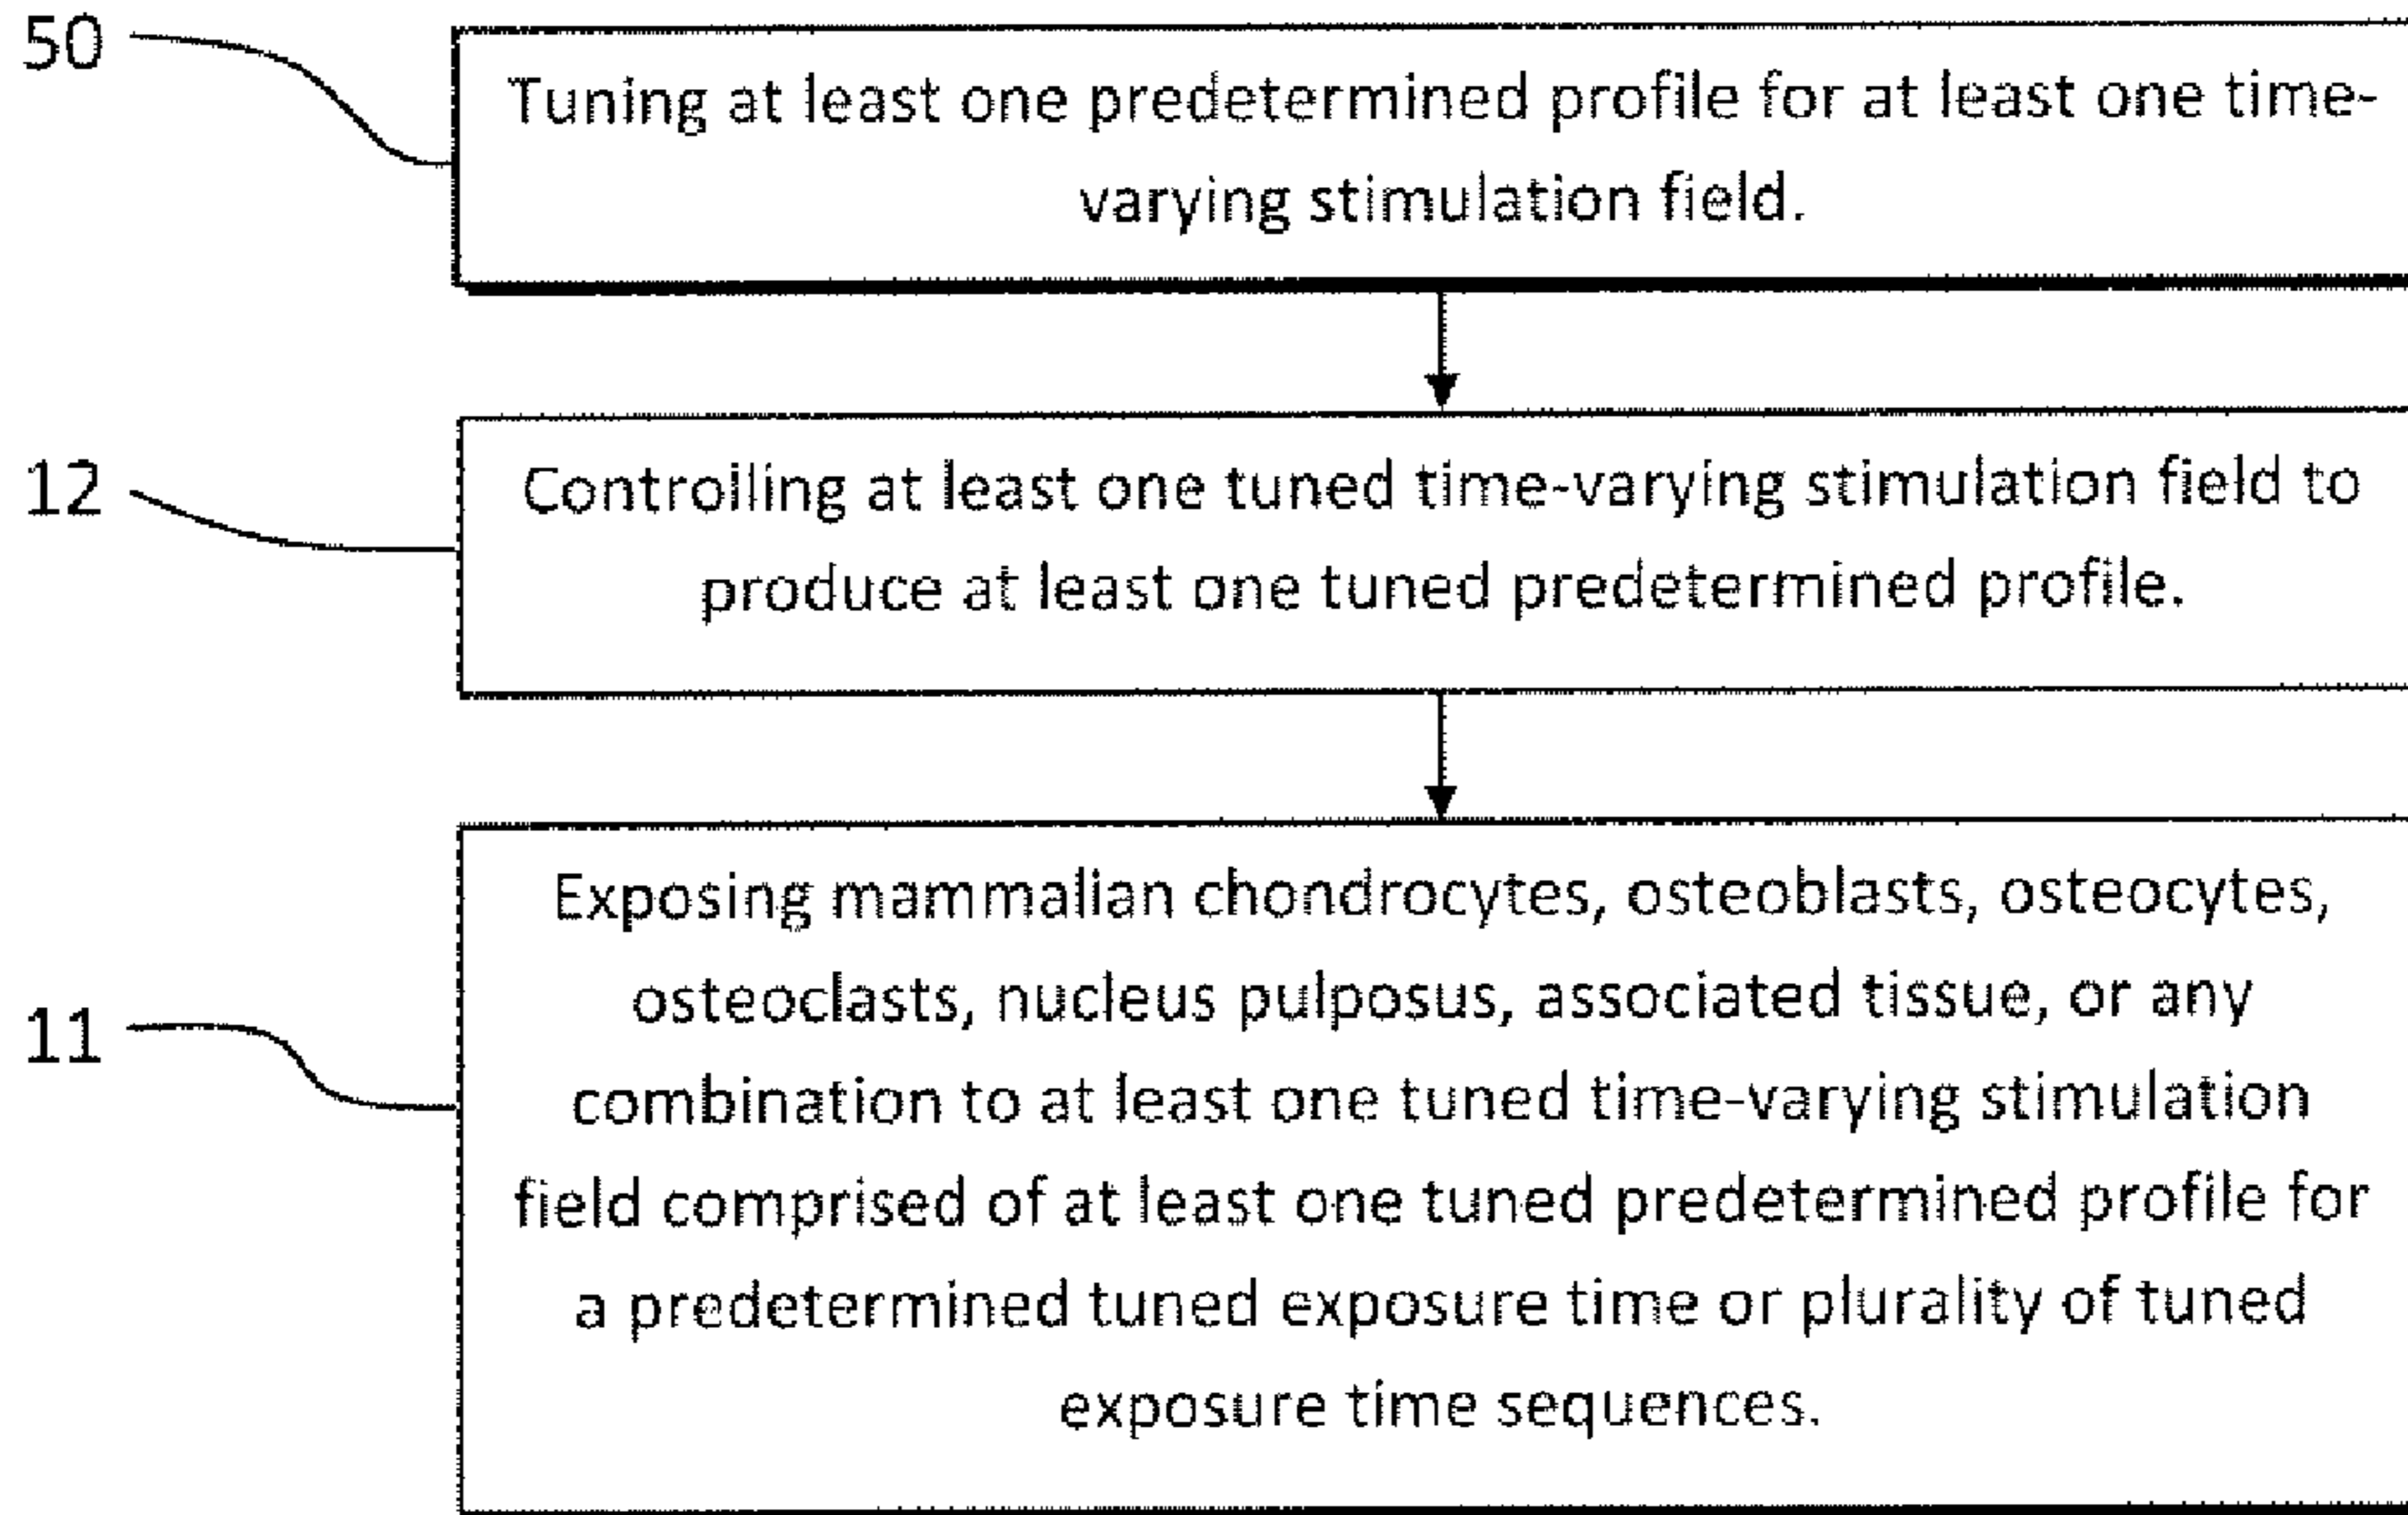 50
Tuning at least one predetermined profile for at least one time-
varying stimulation field.
12
Controlling at least one tuned time-varying stimulation field to
produce at least one tuned predetermined profile.
Exposing mammalian chondrocytes, osteoblasts, osteocytes,
osteoclasts, nucleus pulposus, associated tissue, or any
11
combination to at least one tuned time-varying stimulation
field comprised of at least one tuned predetermined profile for
a predetermined tuned exposure time or plurality of tuned
exposure time sequences.